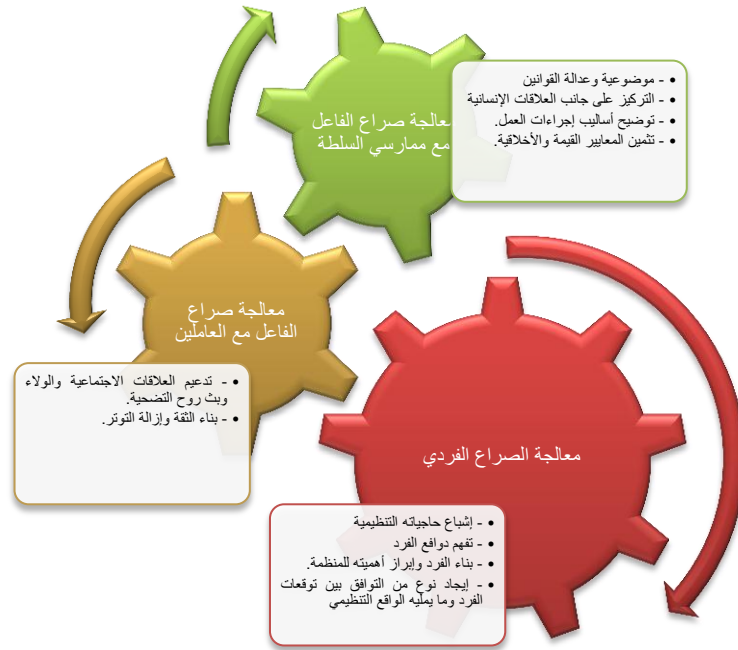 معالجة صراع الفاعل
مع ممارسي السلطة
• - موضوعية وعدالة القوانين
• - التركيز على جانب العلاقات الإنسانية
• - توضيح أساليب إجراءات العمل.
• - تثمين المعايير القيمة والأخلاقية.
معالجة صراع
الفاعل مع العاملين
• - تدعيم العلاقات الاجتماعية والولاء
وبث روح التضحية.
• - بناء الثقة وإزالة التوتر.
معالجة الصراع الفردي
• - إشباع حاجياته التنظيمية
• - تفهم دوافع الفرد
• - بناء الفرد وإبراز أهميته للمنظمة.
• - إيجاد نوع من التوافق بين توقعات
الفرد وما يمليه الواقع التنظيمي